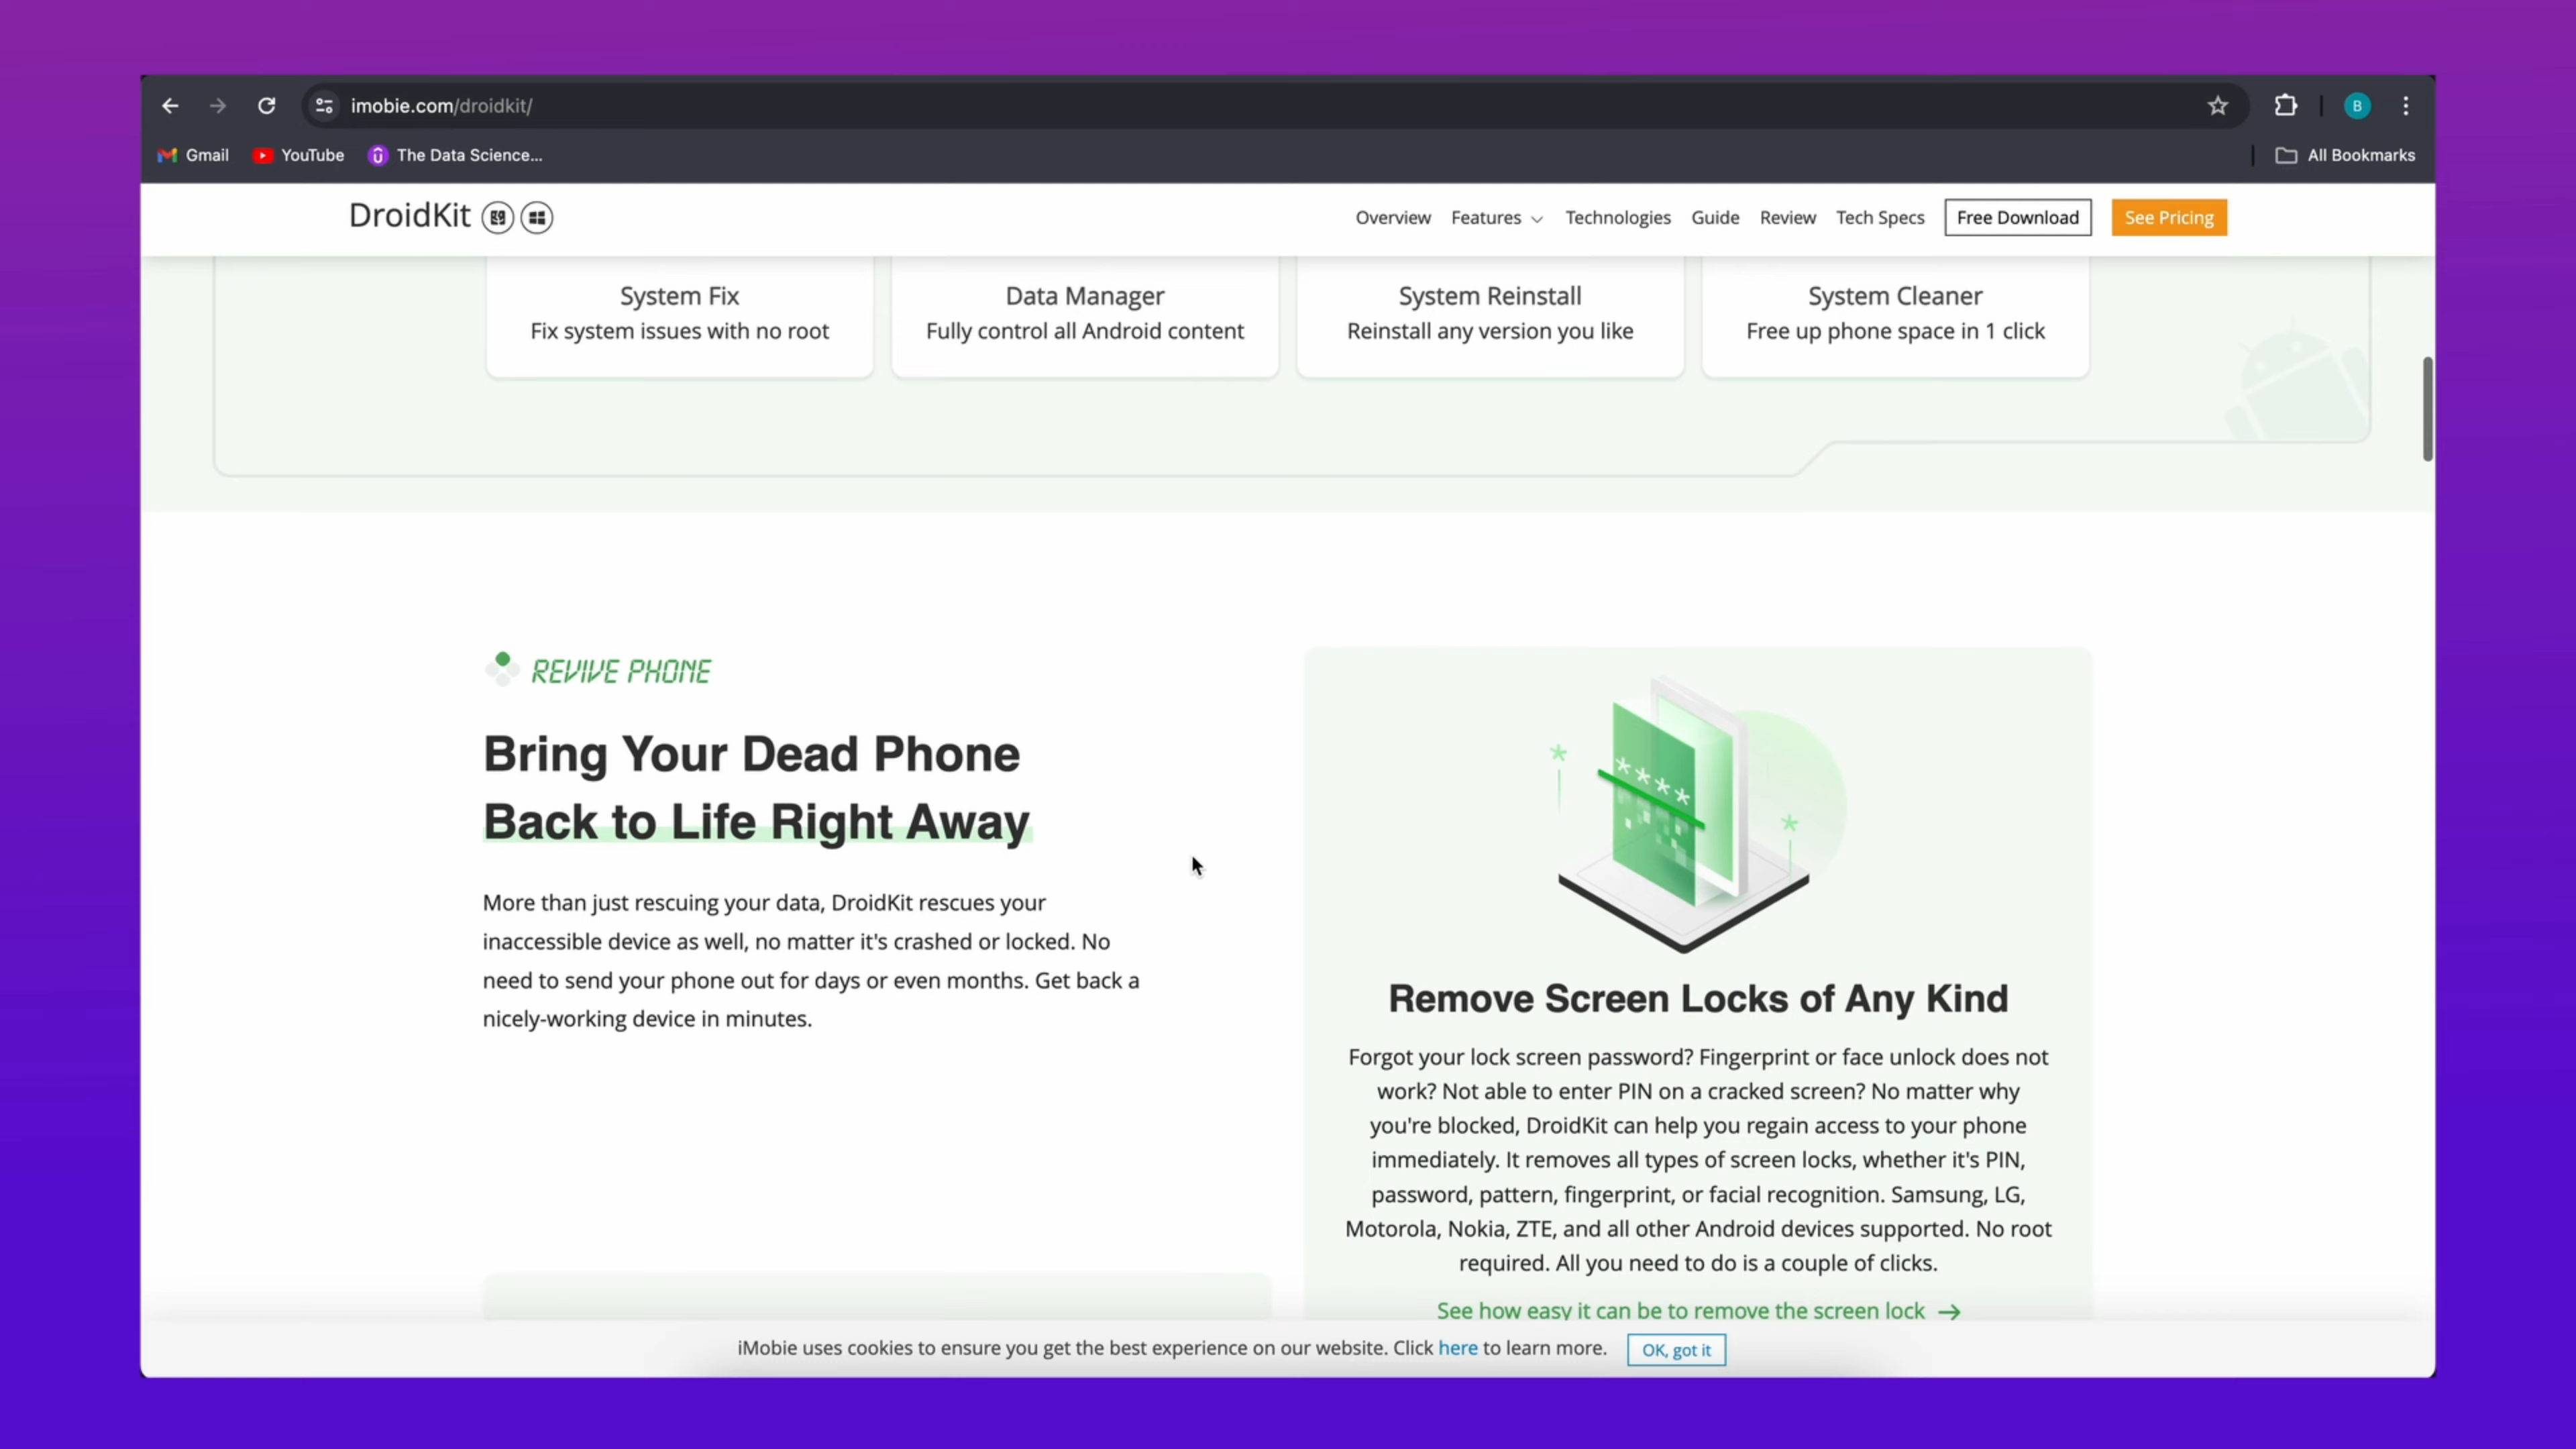 imobie.com/droidkit/
B
Gmail YouTube The Data Science... All Bookmarks
DroidKit Overview Features Technologies Guide Review Tech Specs Free Download See Pricing
System Fix
Fix system issues with no root
Data Manager
Fully control all Android content
System Reinstall
Reinstall any version you like
System Cleaner
Free up phone space in 1 click
REVIVE PHONE
Bring Your Dead Phone
Back to Life Right Away
More than just rescuing your data, DroidKit rescues your
inaccessible device as well, no matter it's crashed or locked. No
need to send your phone out for days or even months. Get back a
nicely-working device in minutes.
****
Remove Screen Locks of Any Kind
Forgot your lock screen password? Fingerprint or face unlock does not
work? Not able to enter PIN on a cracked screen? No matter why
you're blocked, DroidKit can help you regain access to your phone
immediately. It removes all types of screen locks, whether it's PIN,
password, pattern, fingerprint, or facial recognition. Samsung, LG,
Motorola, Nokia, ZTE, and all other Android devices supported. No root
required. All you need to do is a couple of clicks.
See how easy it can be to remove the screen lock →
iMobie uses cookies to ensure you get the best experience on our website. Click here to learn more. OK, got it